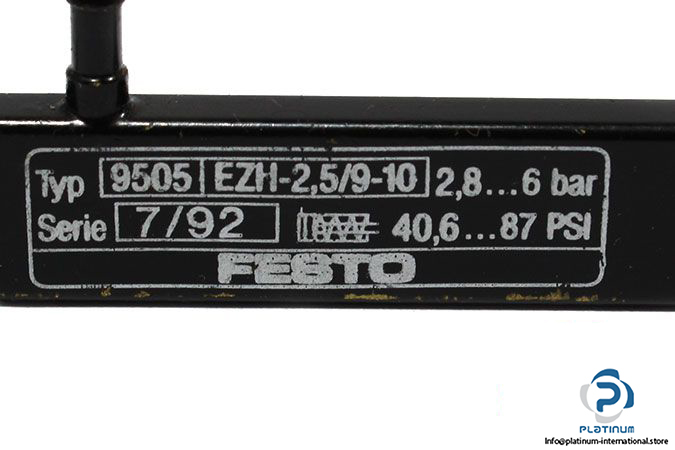 Typ 9505 EZH-2,5/9-10 2,8...6 bar
Serie 7/92 40,6...87 PSI
FESTO
PLATINUM
Info@platinum-international.store